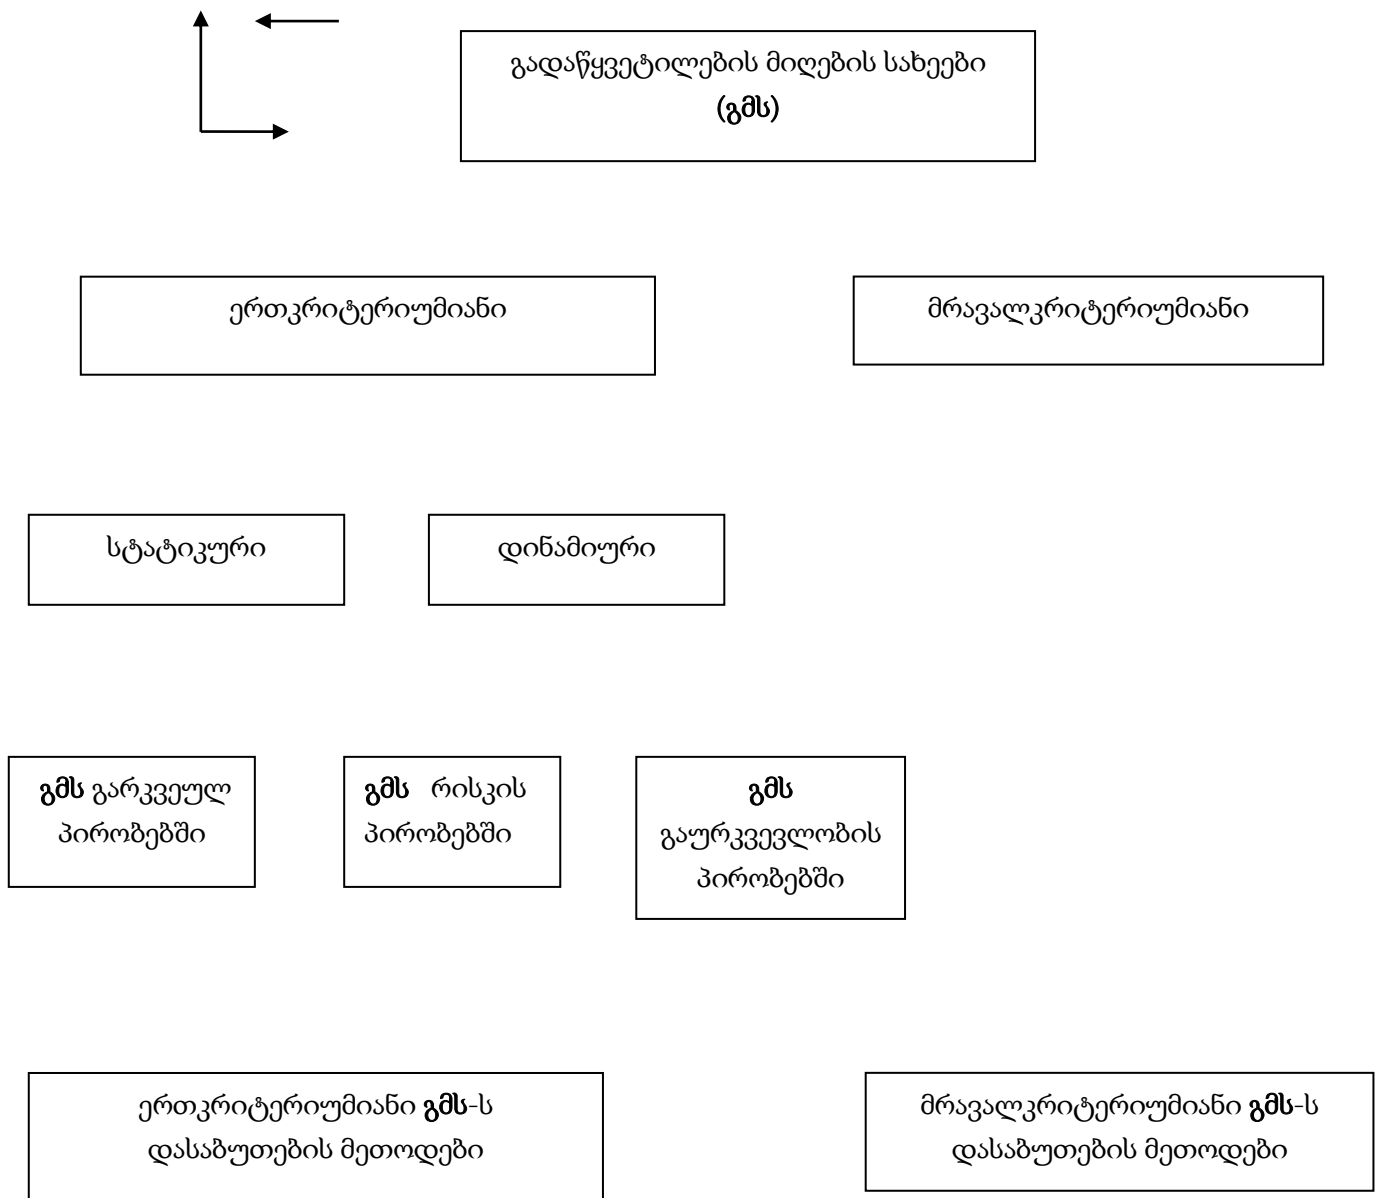 გადაწყვეტილების მიღების სახეები
(გმს)
ერთკრიტერიუმიანი
მრავალკრიტერიუმიანი
სტატიკური
დინამიური
გმს გარკვეულ
პირობებში
გმს რისკის
პირობებში
გმს
გაურკვევლობის
პირობებში
ერთკრიტერიუმიანი გმს-ს
დასაბუთების მეთოდები
მრავალკრიტერიუმიანი გმს-ს
დასაბუთების მეთოდები